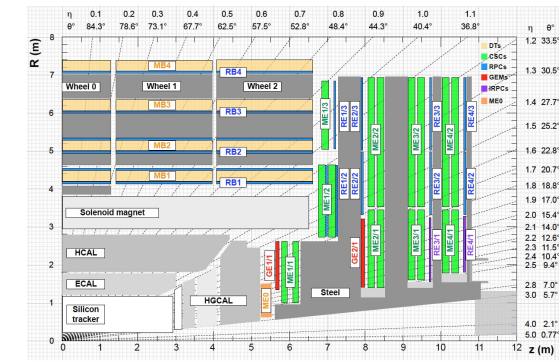 η 0.1 0.2 0.3 0.4 0.5 0.6 0.7 0.8 0.9 1.0 1.1
θ° 84.3° 78.6° 73.1° 67.7° 62.5° 57.5° 52.8° 48.4° 44.3° 40.4° 36.8° η θ°
R (m)
8
7
6
5
4
3
2
1
0
1.2 33.5°
1.3 30.5°
1.4 27.7°
1.5 25.2°
1.6 22.8°
1.7 20.7°
1.8 18.8°
1.9 17.0°
2.0 15.4°
2.1 14.0°
2.2 12.6°
2.3 11.5°
2.4 10.4°
2.5 9.4°
2.8 7.0°
3.0 5.7°
4.0 2.1°
5.0 0.77°
DTs
CSCs
RPCs
GEMs
iRPCs
ME0
MB4
RB4
Wheel 0 Wheel 1 Wheel 2
MB3
RB3
MB2
RB2
MB1
RB1
Solenoid magnet
HCAL
ECAL
Silicon
tracker
HGCAL
Steel
ME0
GE1/1
ME1/1
ME1/2
ME1/3
RE1/3
RE1/2
RE2/3
RE2/2
GE2/1
ME2/2
ME2/1
ME3/2
ME3/1
RE3/3
RE3/2
RE3/1
ME4/2
ME4/1
RE4/3
RE4/2
RE4/1
0 1 2 3 4 5 6 7 8 9 10 11 12
z (m)